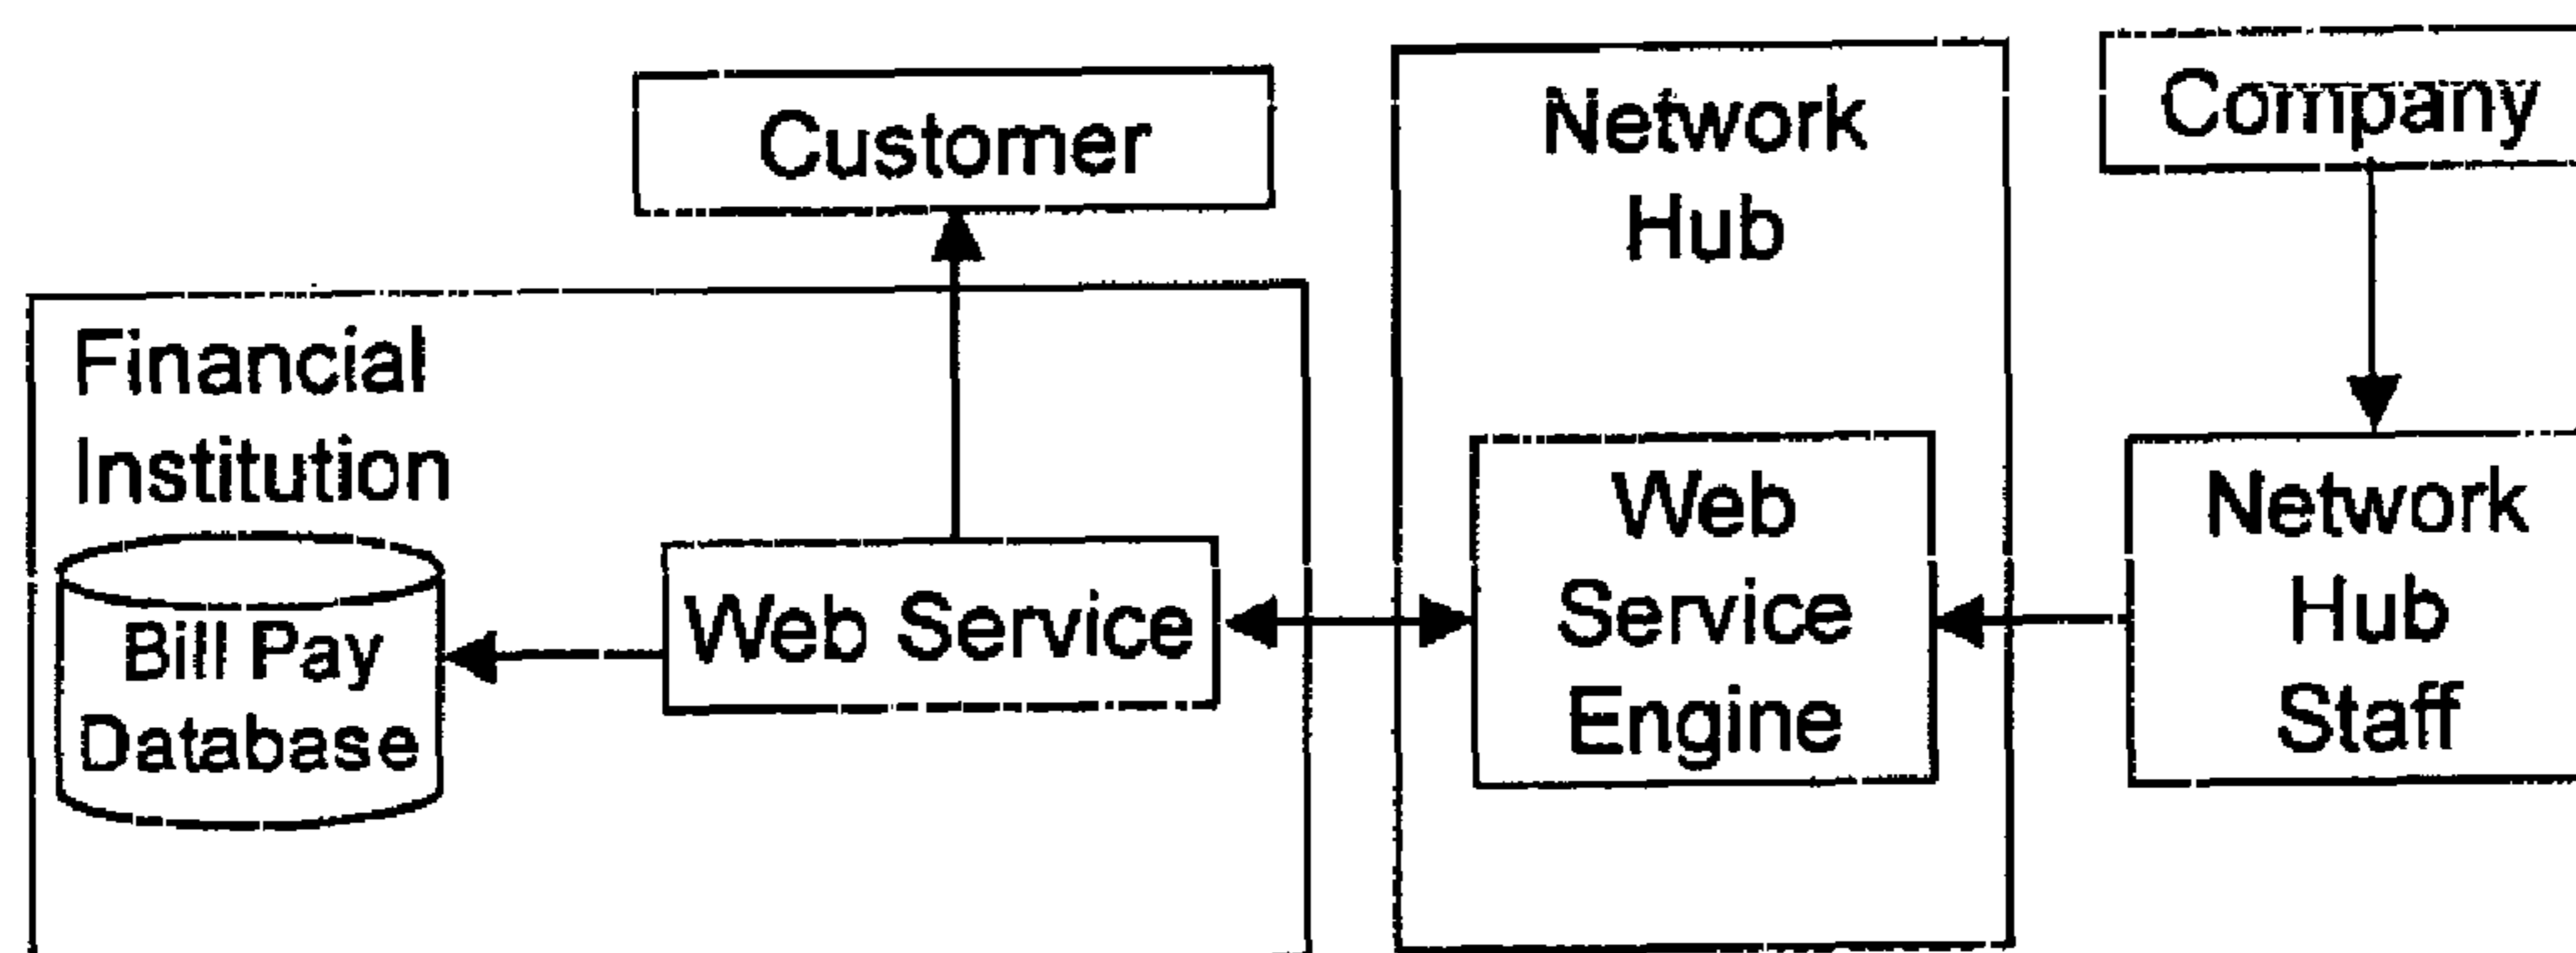 Customer
Network
Hub
Company
Financial
Institution
Bill Pay
Database
Web Service
Web
Service
Engine
Network
Hub
Staff